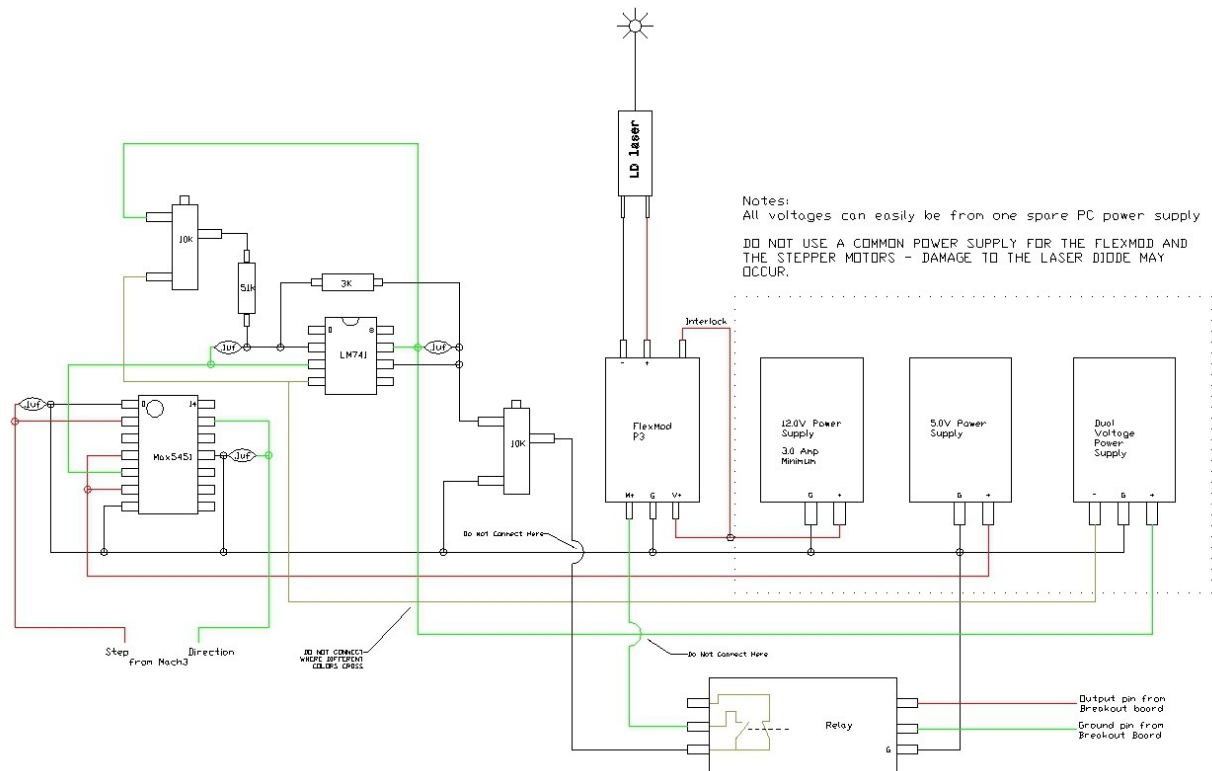 LD laser
Notes:
All voltages can easily be from one spare PC power supply
DO NOT USE A COMMON POWER SUPPLY FOR THE FLEXMOD AND
THE STEPPER MOTORS - DAMAGE TO THE LASER DIODE MAY
OCCUR.
10k
51k
3K
Interlock
.1uf
8
LM741
.1uf
.1uf
14
Max5451
.1uf
10K
-
+
FlexMod
P3
M+
G
V+
12.0V Power
Supply
3.0 Amp
Minimum
G
+
5.0V Power
Supply
G
+
Dual
Voltage
Power
Supply
-
G
+
Do not Connect Here
Step
Direction
from Mach3
DO NOT CONNECT
WHERE DIFFERENT
COLORS CROSS
Do Not Connect Here
Relay
G
Output pin from
Breakout board
Ground pin from
Breakout Board